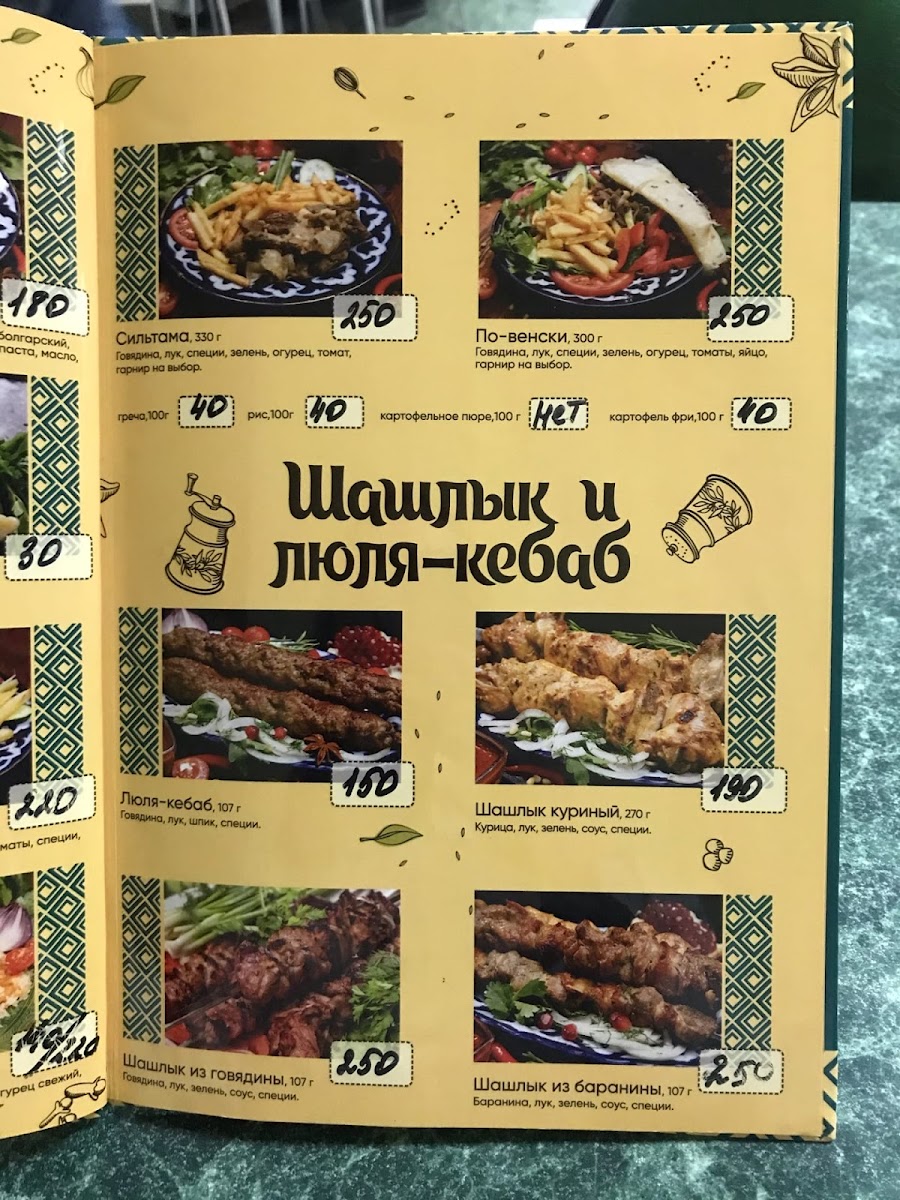 180
болгарский,
паста, масло,
30
220
маты, специи,
гурец свежий,
250
Сильтама, 330 г
Говядина, лук, специи, зелень, огурец, томат,
гарнир на выбор.
250
По-венски, 300 г
Говядина, лук, специи, зелень, огурец, томаты, яйцо,
гарнир на выбор.
греча,100г 40 рис,100г 40 картофельное пюре,100 г нет картофель фри,100 г 40
Шашлык и
люля-кебаб
150
Люля-кебаб, 107 г
Говядина, лук, шпик, специи.
190
Шашлык куриный, 270 г
Курица, лук, зелень, соус, специи.
250
Шашлык из говядины, 107 г
Говядина, лук, зелень, соус, специи.
250
Шашлык из баранины, 107 г
Баранина, лук, зелень, соус, специи.